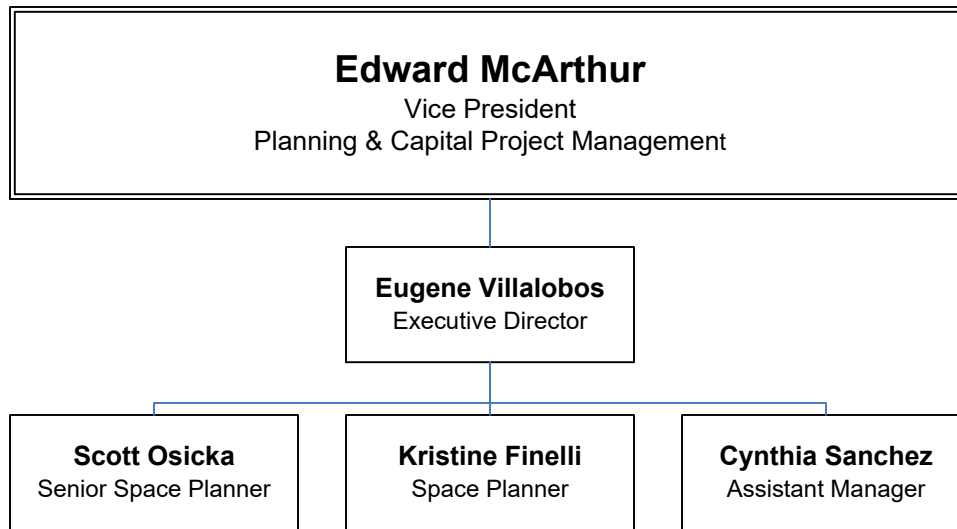 Edward McArthur
Vice President
Planning & Capital Project Management
Eugene Villalobos
Executive Director
Scott Osicka
Senior Space Planner
Kristine Finelli
Space Planner
Cynthia Sanchez
Assistant Manager